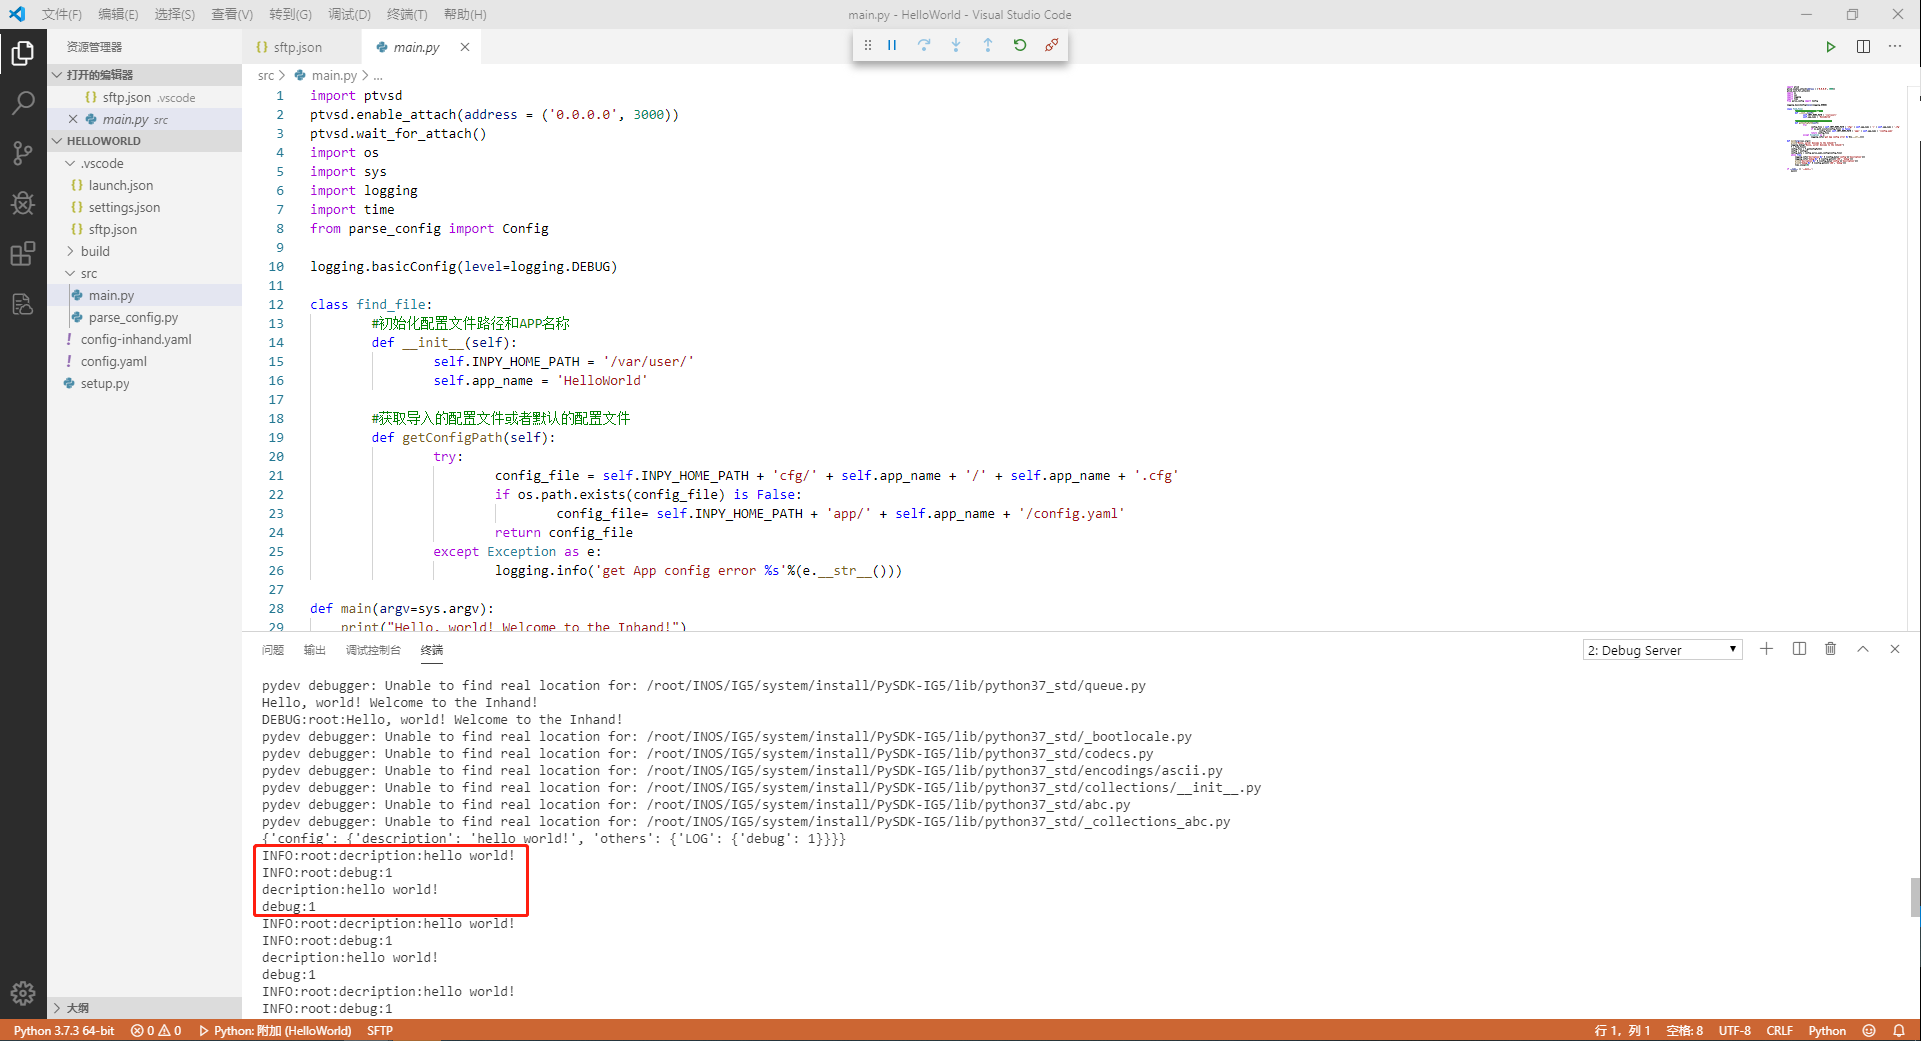 文件(F) 编辑(E) 选择(S) 查看(V) 转到(G) 调试(D) 终端(T) 帮助(H) main.py - HelloWorld - Visual Studio Code
资源管理器
打开的编辑器
{} sftp.json .vscode
main.py src
HELLOWORLD
.vscode
{} launch.json
{} settings.json
{} sftp.json
build
src
main.py
parse_config.py
! config-inhand.yaml
! config.yaml
setup.py
大纲
{} sftp.json main.py
src > main.py > ...
1 import ptvsd
2 ptvsd.enable_attach(address = ('0.0.0.0', 3000))
3 ptvsd.wait_for_attach()
4 import os
5 import sys
6 import logging
7 import time
8 from parse_config import Config
9
10 logging.basicConfig(level=logging.DEBUG)
11
12 class find_file:
13 #初始化配置文件路径和APP名称
14 def __init__(self):
15 self.INPY_HOME_PATH = '/var/user/'
16 self.app_name = 'HelloWorld'
17
18 #获取导入的配置文件或者默认的配置文件
19 def getConfigPath(self):
20 try:
21 config_file = self.INPY_HOME_PATH + 'cfg/' + self.app_name + '/' + self.app_name + '.cfg'
22 if os.path.exists(config_file) is False:
23 config_file= self.INPY_HOME_PATH + 'app/' + self.app_name + '/config.yaml'
24 return config_file
25 except Exception as e:
26 logging.info('get App config error %s'%(e.__str__()))
27
28 def main(argv=sys.argv):
29 print("Hello, world! Welcome to the Inhand!")
问题 输出 调试控制台 终端 2: Debug Server
pydev debugger: Unable to find real location for: /root/INOS/IG5/system/install/PySDK-IG5/lib/python37_std/queue.py
Hello, world! Welcome to the Inhand!
DEBUG:root:Hello, world! Welcome to the Inhand!
pydev debugger: Unable to find real location for: /root/INOS/IG5/system/install/PySDK-IG5/lib/python37_std/_bootlocale.py
pydev debugger: Unable to find real location for: /root/INOS/IG5/system/install/PySDK-IG5/lib/python37_std/codecs.py
pydev debugger: Unable to find real location for: /root/INOS/IG5/system/install/PySDK-IG5/lib/python37_std/encodings/ascii.py
pydev debugger: Unable to find real location for: /root/INOS/IG5/system/install/PySDK-IG5/lib/python37_std/collections/__init__.py
pydev debugger: Unable to find real location for: /root/INOS/IG5/system/install/PySDK-IG5/lib/python37_std/abc.py
pydev debugger: Unable to find real location for: /root/INOS/IG5/system/install/PySDK-IG5/lib/python37_std/_collections_abc.py
{'config': {'description': 'hello world!', 'others': {'LOG': {'debug': 1}}}}
INFO:root:decription:hello world!
INFO:root:debug:1
decription:hello world!
debug:1
INFO:root:decription:hello world!
INFO:root:debug:1
decription:hello world!
debug:1
INFO:root:decription:hello world!
INFO:root:debug:1
Python 3.7.3 64-bit 0 0 Python: 附加 (HelloWorld) SFTP 行 1，列 1 空格: 8 UTF-8 CRLF Python